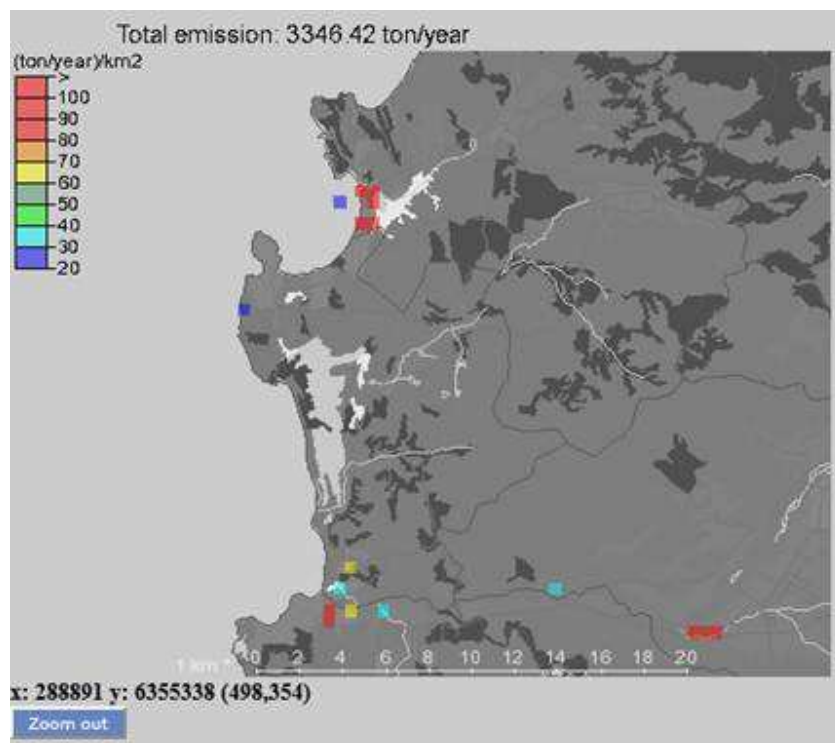 Total emission: 3346.42 ton/year
(ton/year)/km2
>
100
90
80
70
60
50
40
30
20
1 km * 0 2 4 6 8 10 12 14 16 18 20
x: 288891 y: 6355338 (498,354)
Zoom out